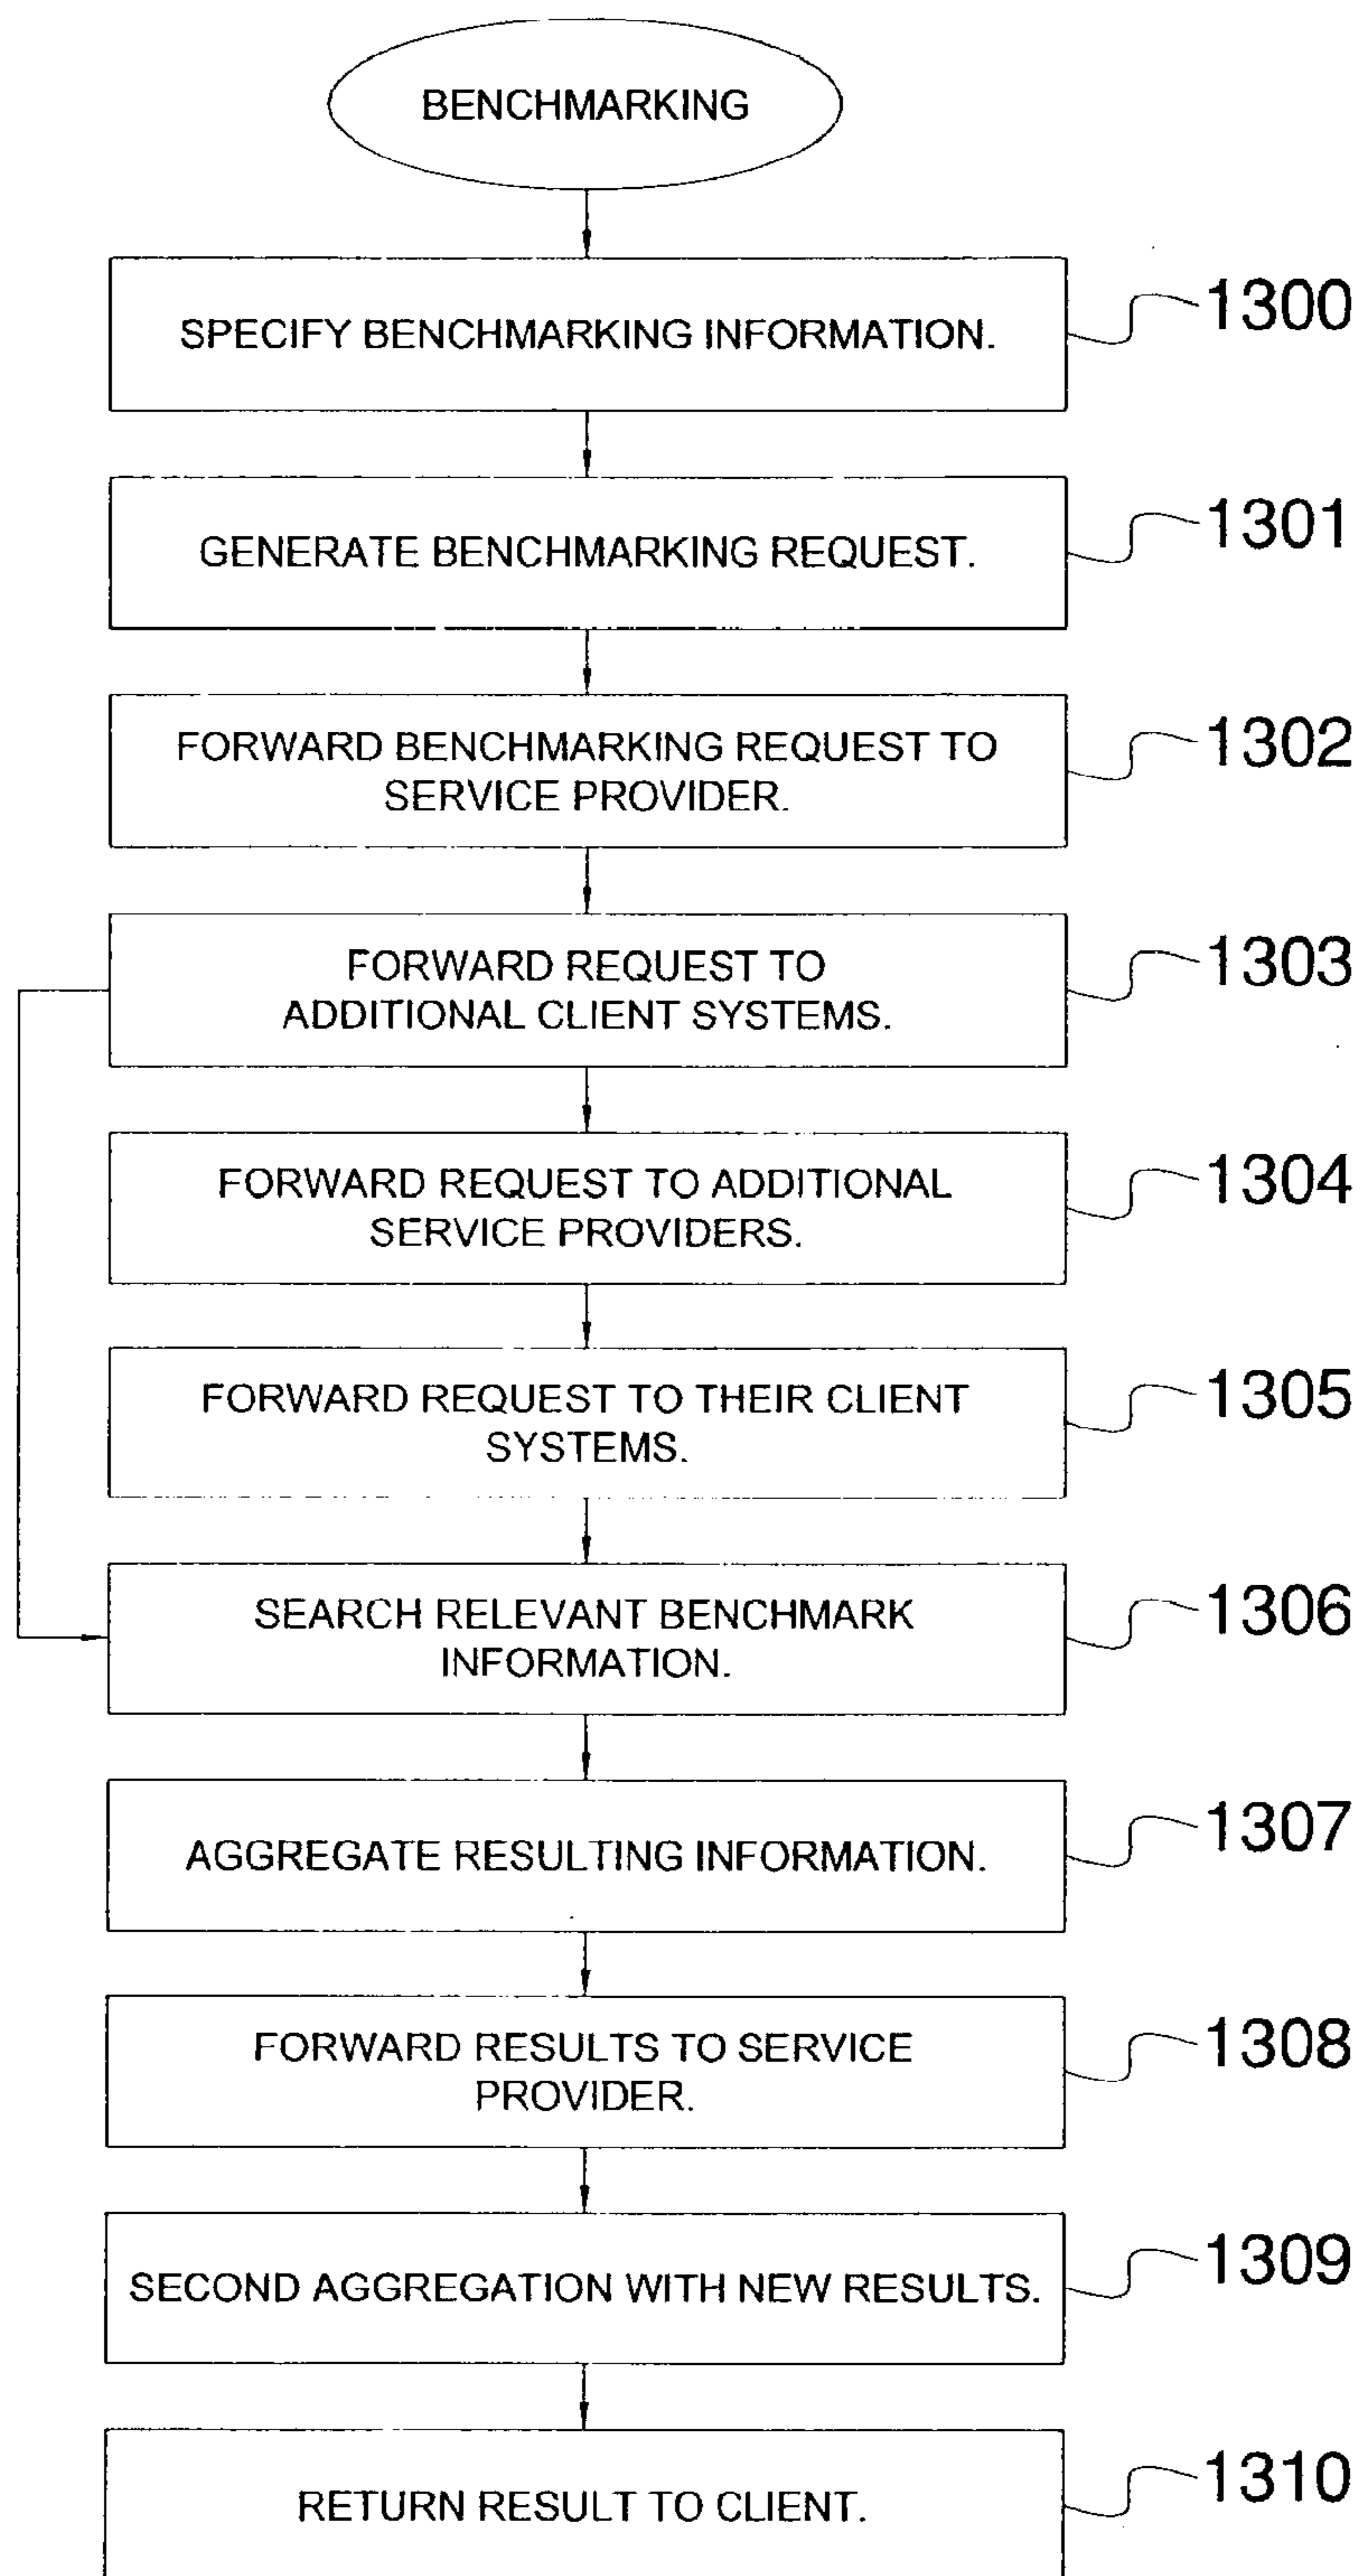 BENCHMARKING
SPECIFY BENCHMARKING INFORMATION.
1300
GENERATE BENCHMARKING REQUEST.
1301
FORWARD BENCHMARKING REQUEST TO
SERVICE PROVIDER.
1302
FORWARD REQUEST TO
ADDITIONAL CLIENT SYSTEMS.
1303
FORWARD REQUEST TO ADDITIONAL
SERVICE PROVIDERS.
1304
FORWARD REQUEST TO THEIR CLIENT
SYSTEMS.
1305
SEARCH RELEVANT BENCHMARK
INFORMATION.
1306
AGGREGATE RESULTING INFORMATION.
1307
FORWARD RESULTS TO SERVICE
PROVIDER.
1308
SECOND AGGREGATION WITH NEW RESULTS.
1309
RETURN RESULT TO CLIENT.
1310